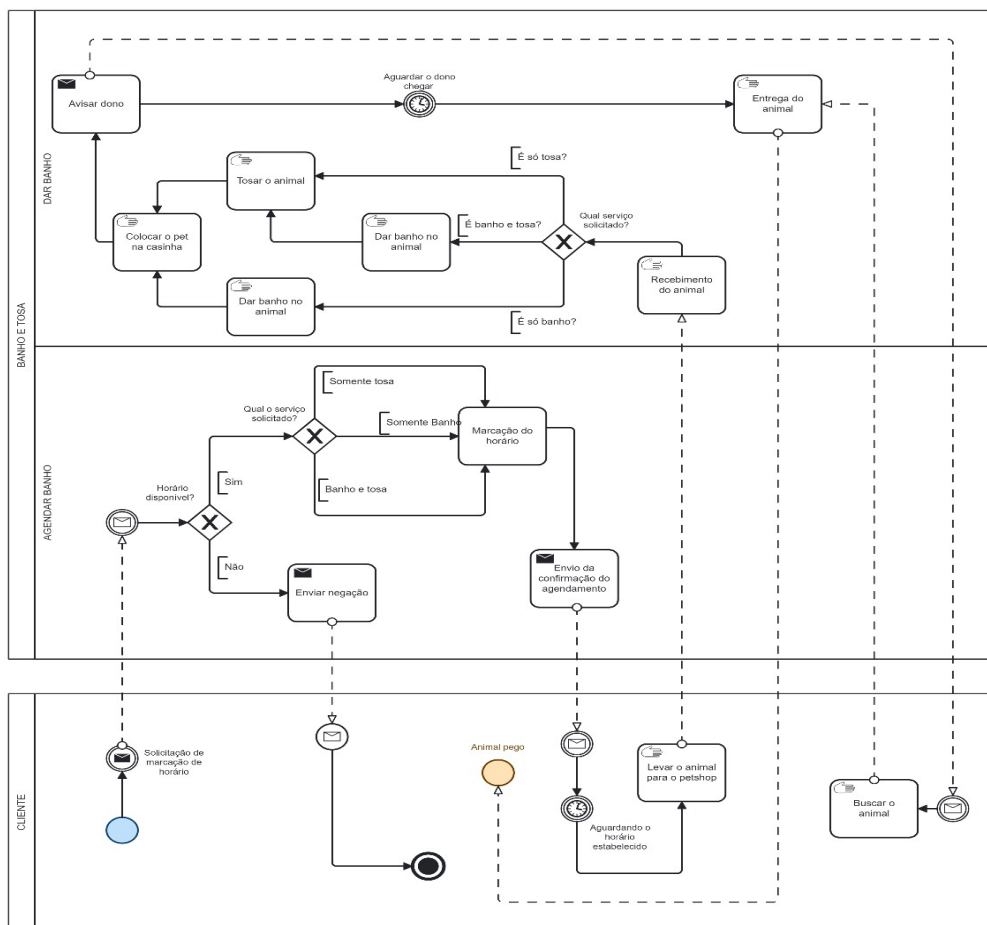 BANHO E TOSA
DAR BANHO
Avisar dono
Aguardar o dono
chegar
Entrega do
animal
É só tosa?
Tosar o animal
Qual serviço
solicitado?
É banho e tosa?
Colocar o pet
na casinha
Dar banho no
animal
Recebimento
do animal
Dar banho no
animal
É só banho?
AGENDAR BANHO
Somente tosa
Qual o serviço
solicitado?
Somente Banho
Marcação do
horário
Horário
disponivel?
Sim
Banho e tosa
Não
Enviar negação
Envio da
confirmação do
agendamento
CLIENTE
Solicitação de
marcação de
horário
Animal pego
Levar o animal
para o petshop
Aguardando o
horário
estabelecido
Buscar o
animal